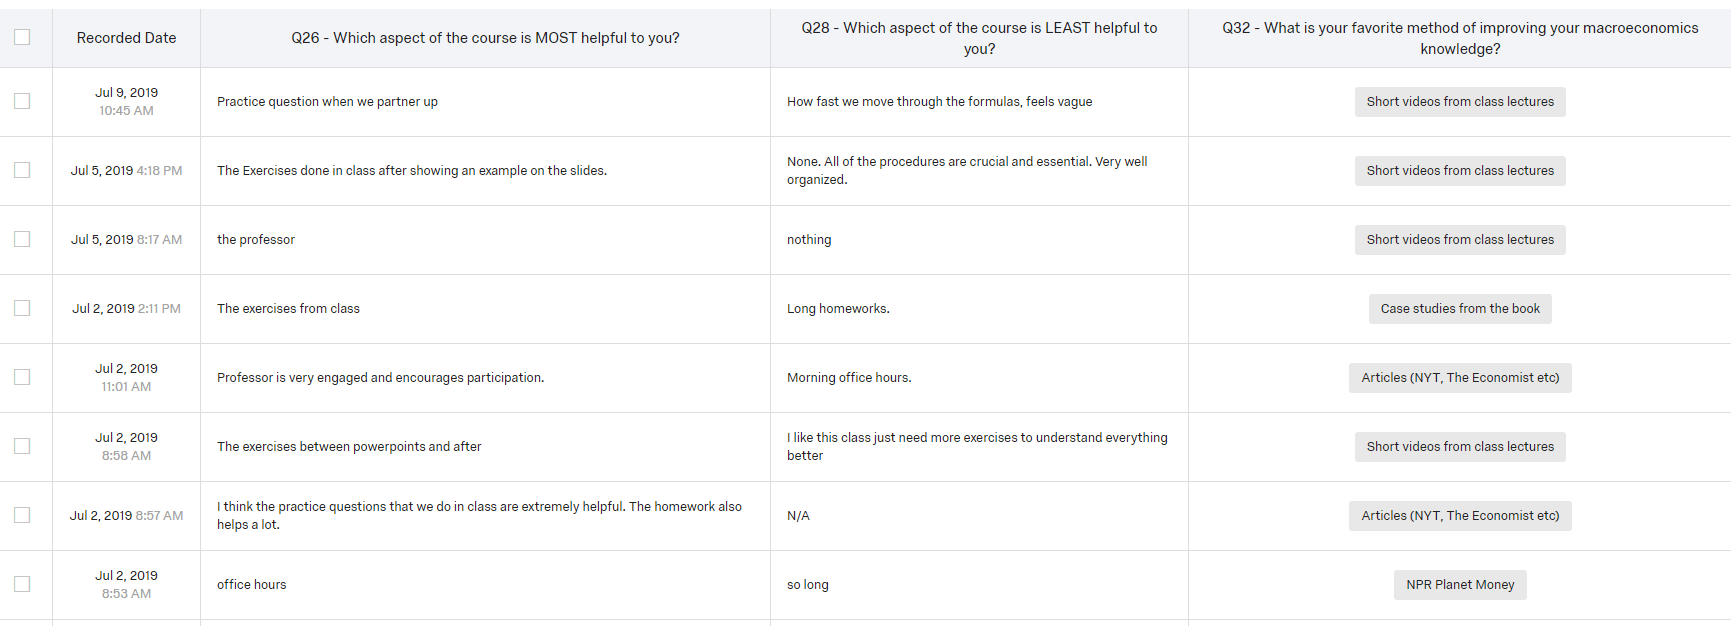 Recorded Date
Q26 - Which aspect of the course is MOST helpful to you?
Q28 - Which aspect of the course is LEAST helpful to
you?
Q32 - What is your favorite method of improving your macroeconomics
knowledge?
Jul 9, 2019
10:45 AM
Practice question when we partner up
How fast we move through the formulas, feels vague
Short videos from class lectures
Jul 5, 2019 4:18 PM
The Exercises done in class after showing an example on the slides.
None. All of the procedures are crucial and essential. Very well
organized.
Short videos from class lectures
Jul 5, 2019 8:17 AM
the professor
nothing
Short videos from class lectures
Jul 2, 2019 2:11 PM
The exercises from class
Long homeworks.
Case studies from the book
Jul 2, 2019
11:01 AM
Professor is very engaged and encourages participation.
Morning office hours.
Articles (NYT, The Economist etc)
Jul 2, 2019
8:58 AM
The exercises between powerpoints and after
I like this class just need more exercises to understand everything
better
Short videos from class lectures
Jul 2, 2019 8:57 AM
I think the practice questions that we do in class are extremely helpful. The homework also
helps a lot.
N/A
Articles (NYT, The Economist etc)
Jul 2, 2019
8:53 AM
office hours
so long
NPR Planet Money